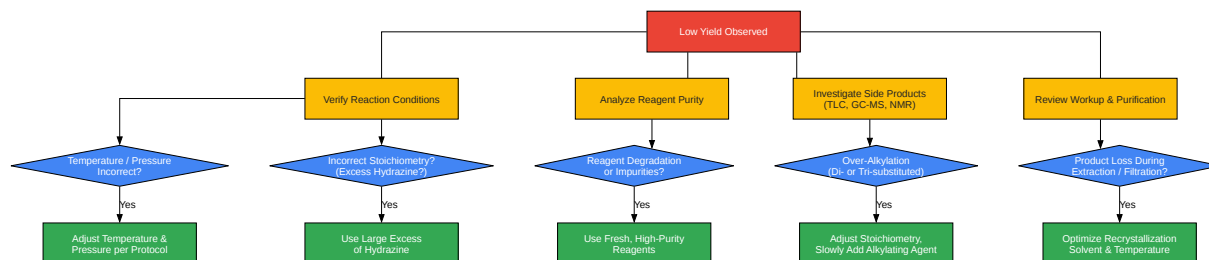 Low Yield Observed
Verify Reaction Conditions
Analyze Reagent Purity
Investigate Side Products
(TLC, GC-MS, NMR)
Review Workup & Purification
Temperature / Pressure
Incorrect?
Incorrect Stoichiometry?
(Excess Hydrazine?)
Reagent Degradation
or Impurities?
Over-Alkylation
(Di- or Tri-substituted)
Product Loss During
Extraction / Filtration?
Yes
Yes
Yes
Yes
Yes
Adjust Temperature &
Pressure per Protocol
Use Large Excess
of Hydrazine
Use Fresh, High-Purity
Reagents
Adjust Stoichiometry,
Slowly Add Alkylating Agent
Optimize Recrystallization
Solvent & Temperature